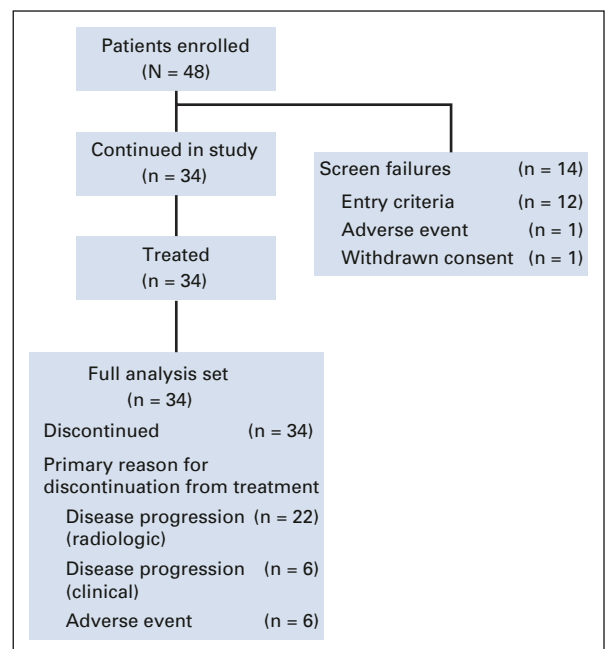 Patients enrolled
(N = 48)
Continued in study
(n = 34)
Screen failures (n = 14)
Entry criteria (n = 12)
Adverse event (n = 1)
Withdrawn consent (n = 1)
Treated
(n = 34)
Full analysis set
(n = 34)
Discontinued (n = 34)
Primary reason for
discontinuation from treatment
Disease progression (n = 22)
(radiologic)
Disease progression (n = 6)
(clinical)
Adverse event (n = 6)